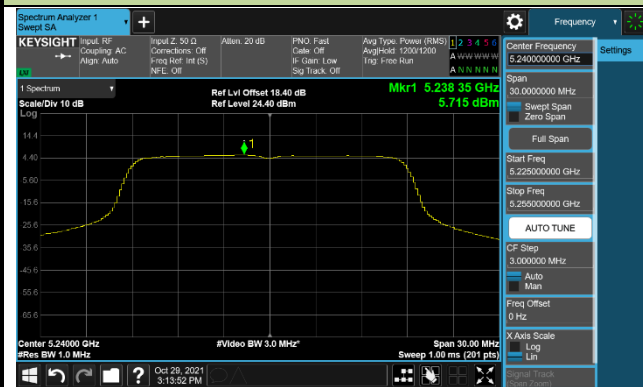 Spectrum Analyzer 1
Swept SA
Frequency
KEYSIGHT
Input: RF
Coupling: AC
Align: Auto
Input Z: 50 Ω
Corrections: Off
Freq Ref: Int (S)
NFE: Off
Atten: 20 dB
PNO: Fast
Gate: Off
IF Gain: Low
Sig Track: Off
Avg Type: Power (RMS)
Avg|Hold: 1200/1200
Trig: Free Run
1 2 3 4 5 6
A W W W W W
A N N N N N
1 Spectrum
Scale/Div 10 dB
Log
Ref Lvl Offset 18.40 dB
Ref Level 24.40 dBm
Mkr1 5.238 35 GHz
5.715 dBm
14.4
4.40
-5.60
-15.6
-25.6
-35.6
-45.6
-55.6
-65.6
1
Center 5.24000 GHz
#Res BW 1.0 MHz
#Video BW 3.0 MHz*
Span 30.00 MHz
Sweep 1.00 ms (201 pts)
Oct 29, 2021
3:13:52 PM
Center Frequency
5.240000000 GHz
Span
30.0000000 MHz
Swept Span
Zero Span
Full Span
Start Freq
5.225000000 GHz
Stop Freq
5.255000000 GHz
AUTO TUNE
CF Step
3.000000 MHz
Auto
Man
Freq Offset
0 Hz
X Axis Scale
Log
Lin
Signal Track
(Span Zoom)
Settings